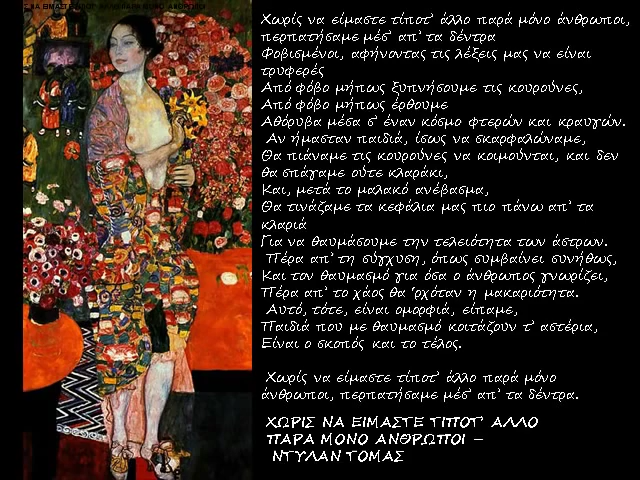 Χωρίς να είμαστε τίποτ' άλλο παρά μόνο άνθρωποι,
περπατήσαμε μέσ' απ' τα δέντρα
Φοβισμένοι, αφήνοντας τις λέξεις μας να είναι
τρυφερές
Από φόβο μήπως ξυπνήσουμε τις κουρούνες,
Από φόβο μήπως έρθουμε
Αθόρυβα μέσα σ' έναν κόσμο φτερών και κραυγών.
Αν ήμασταν παιδιά, ίσως να σκαρφαλώναμε,
Θα πιάναμε τις κουρούνες να κοιμούνται, και δεν
θα σπάγαμε ούτε κλαράκι,
Και, μετά το μαλακό ανέβασμα,
Θα τινάζαμε τα κεφάλια μας πιο πάνω απ' τα
κλαριά
Για να θαυμάσουμε την τελειότητα των άστρων.
Πέρα απ' τη σύγχυση, όπως συμβαίνει συνήθως,
Και τον θαυμασμό για όσα ο άνθρωπος γνωρίζει,
Πέρα απ' το χάος θα 'ρχόταν η μακαριότητα.
Αυτό, τότε, είναι ομορφιά, είπαμε,
Παιδιά που με θαυμασμό κοιτάζουν τ' αστέρια,
Είναι ο σκοπός και το τέλος.
Χωρίς να είμαστε τίποτ' άλλο παρά μόνο
άνθρωποι, περπατήσαμε μέσ' απ' τα δέντρα.
ΧΩΡΙΣ ΝΑ ΕΙΜΑΣΤΕ ΤΙΠΟΤ' ΑΛΛΟ
ΠΑΡΑ ΜΟΝΟ ΑΝΘΡΩΠΟΙ –
ΝΤΥΛΑΝ ΤΟΜΑΣ